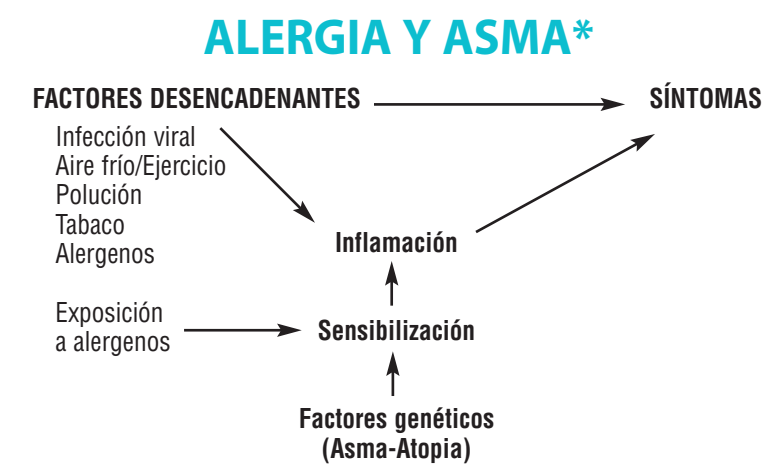 ALERGIA Y ASMA*
FACTORES DESENCADENANTES
SÍNTOMAS
Infección viral
Aire frío/Ejercicio
Polución
Tabaco
Alergenos
Inflamación
Exposición
a alergenos
Sensibilización
Factores genéticos
(Asma-Atopia)